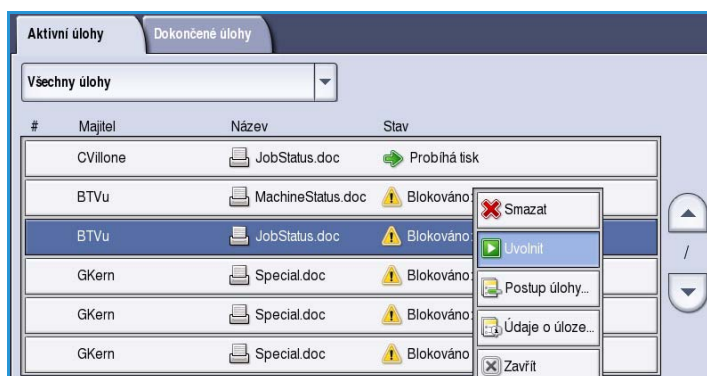 Aktivní úlohy Dokončené úlohy
Všechny úlohy
# Majitel Název Stav
CVillone JobStatus.doc Probíhá tisk
BTVu MachineStatus.doc Blokováno:
Smazat
BTVu JobStatus.doc Blokováno:
Uvolnit
/
GKern Special.doc Blokováno:
Postup úlohy...
GKern Special.doc Blokováno:
Údaje o úloze...
GKern Special.doc Blokováno
Zavřít